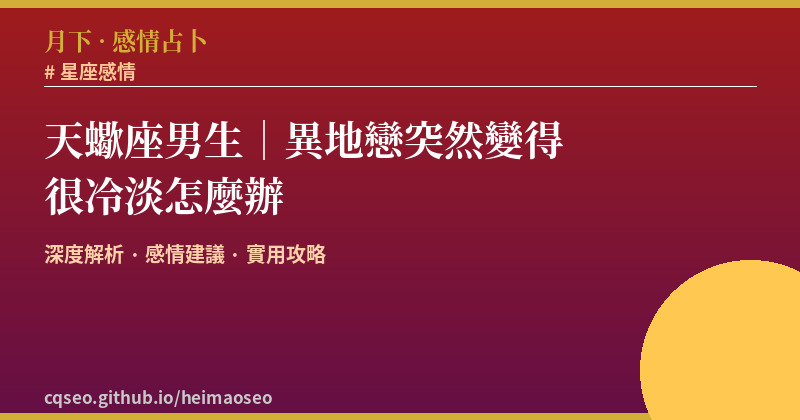 月下 · 感情占卜
# 星座感情
天蠍座男生｜異地戀突然變得
很冷淡怎麼辦
深度解析 · 感情建議 · 實用攻略
cqseo.github.io/heimaoseo